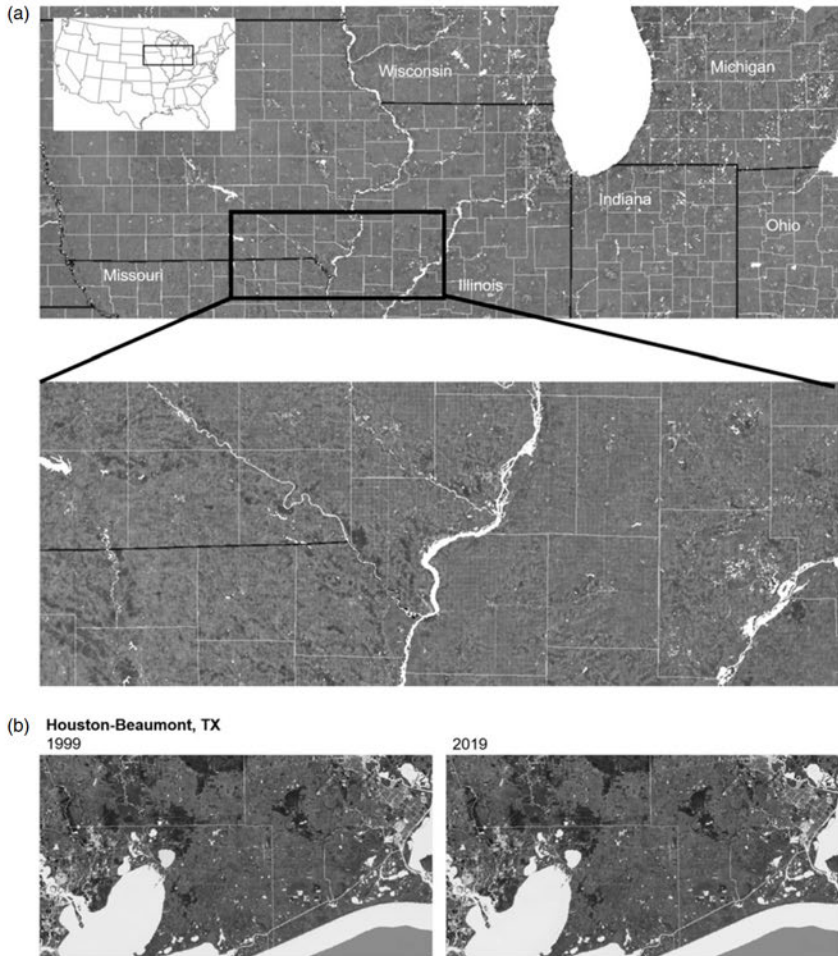 (a)
Wisconsin
Michigan
Indiana
Ohio
Missouri
Illinois
(b) Houston-Beaumont, TX
1999
2019